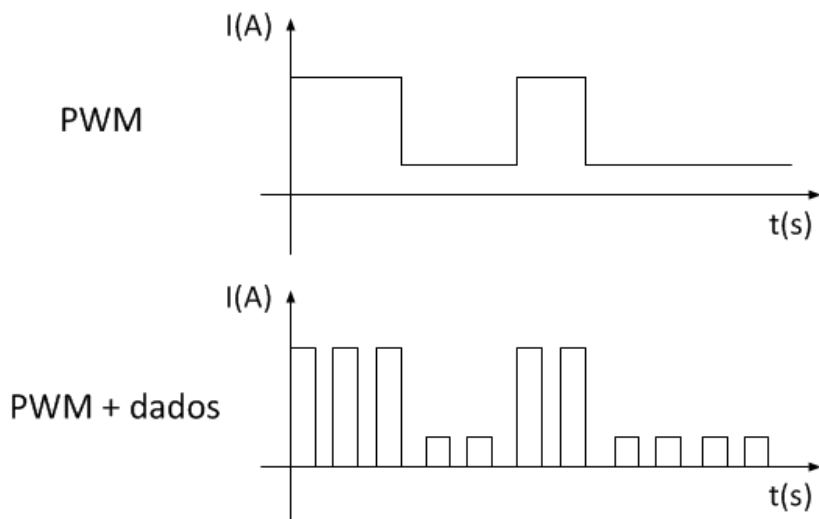 I(A)
PWM
t(s)
I(A)
PWM + dados
t(s)